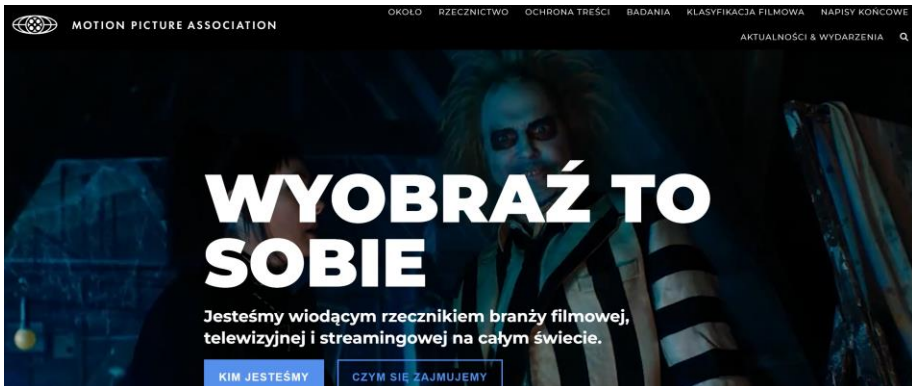 MOTION PICTURE ASSOCIATION
OKOŁO RZECZNICTWO OCHRONA TREŚCI BADANIA KLASYFIKACJA FILMOWA NAPISY KOŃCOWE
AKTUALNOŚCI & WYDARZENIA
WYOBRAŹ TO
SOBIE
Jesteśmy wiodącym rzecznikiem branży filmowej,
telewizyjnej i streamingowej na całym świecie.
KIM JESTEŚMY CZYM SIĘ ZAJMUJEMY